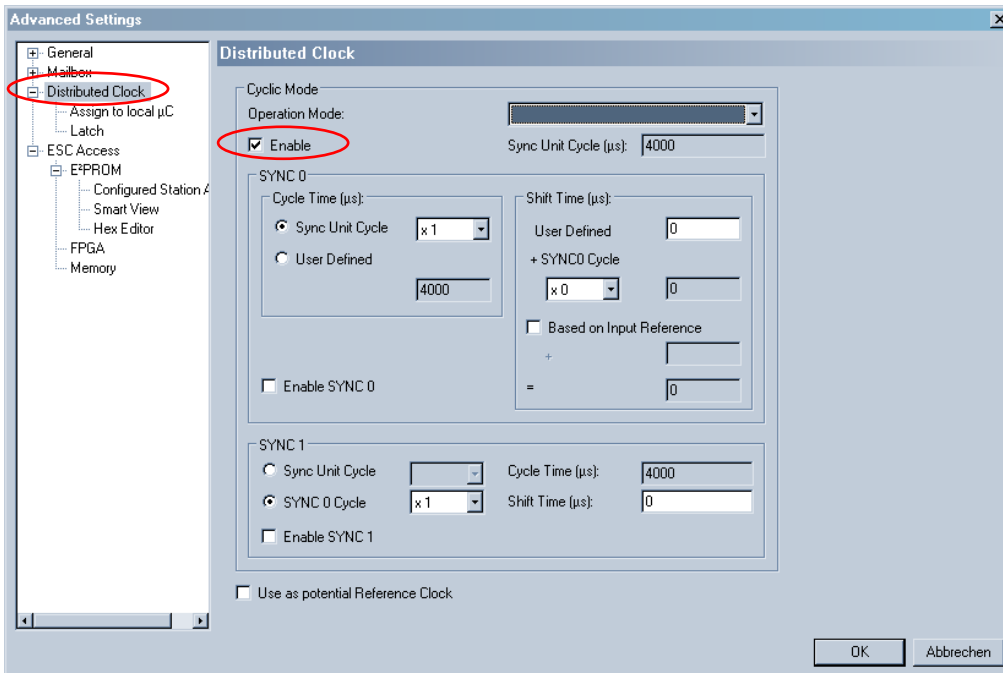 Advanced Settings
General
Mailbox
Distributed Clock
Assign to local µC
Latch
ESC Access
E²PROM
Configured Station A
Smart View
Hex Editor
FPGA
Memory
Distributed Clock
Cyclic Mode
Operation Mode:
Enable
Sync Unit Cycle (µs): 4000
SYNC 0
Cycle Time (µs):
Sync Unit Cycle x 1
User Defined
4000
Enable SYNC 0
Shift Time (µs):
User Defined 0
+ SYNC0 Cycle
x 0 0
Based on Input Reference
+
= 0
SYNC 1
Sync Unit Cycle
SYNC 0 Cycle x 1
Enable SYNC 1
Cycle Time (µs): 4000
Shift Time (µs): 0
Use as potential Reference Clock
OK Abbrechen